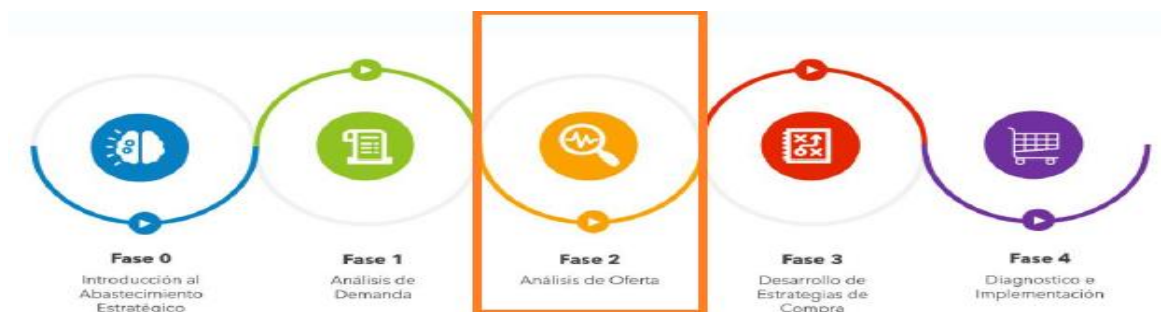 Fase 0
Introducción al
Abastecimiento
Estratégico
Fase 1
Análisis de
Demanda
Fase 2
Análisis de Oferta
Fase 3
Desarrollo de
Estrategias de
Compre
Fase 4
Diagnostico e
Implementación